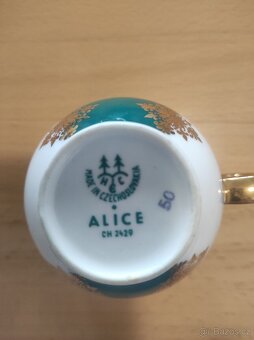 H C
G
MADE IN CZECHOSLOVAKIA
ALICE
CH 2429
50